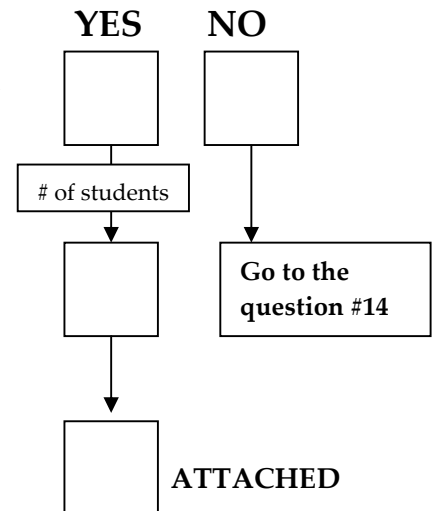 YES NO
# of students
Go to the
question #14
ATTACHED